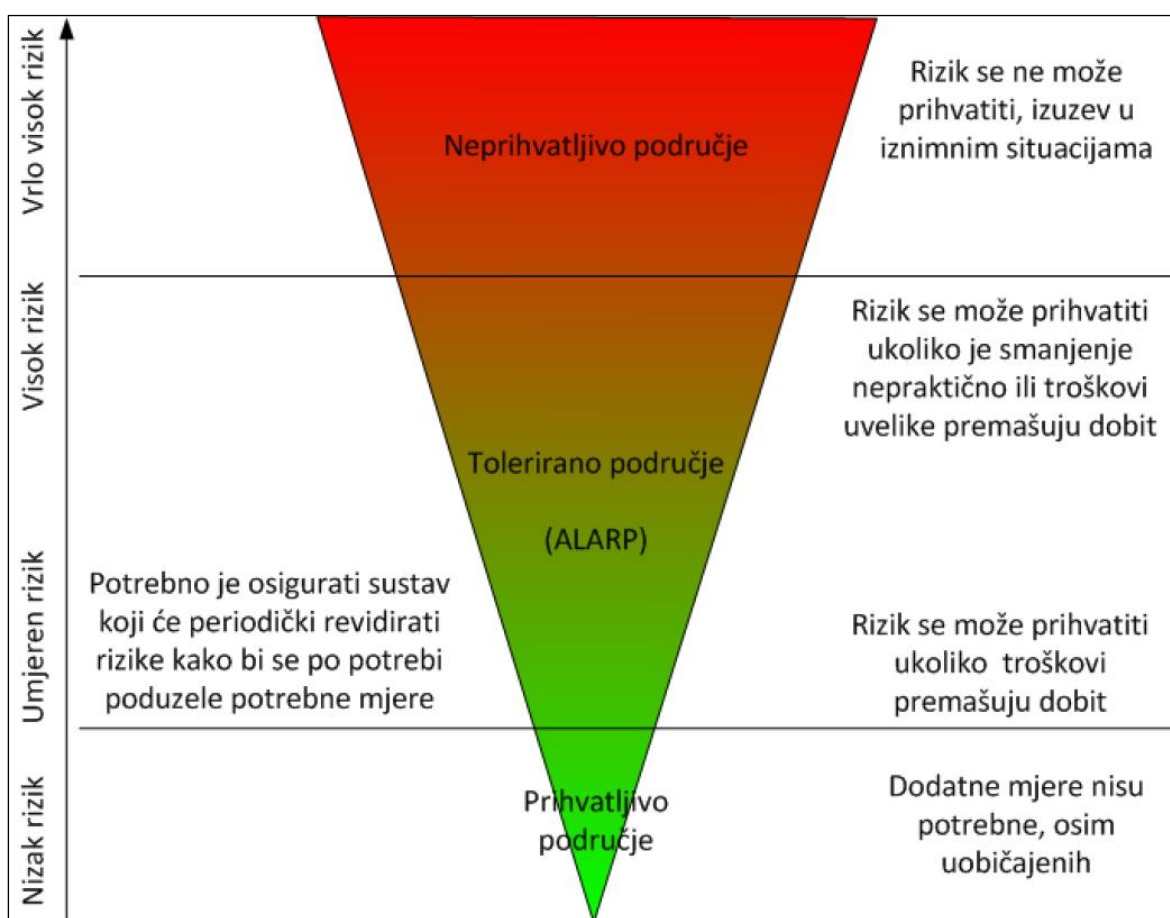 Vrlo visok rizik
Neprihvatljivo područje
Rizik se ne može
prihvatiti, izuzev u
iznimnim situacijama
Visok rizik
Rizik se može prihvatiti
ukoliko je smanjenje
nepraktično ili troškovi
uvelike premašuju dobit
Tolerirano područje
(ALARP)
Umjeren rizik
Potrebno je osigurati sustav
koji će periodički revidirati
rizike kako bi se po potrebi
poduzele potrebne mjere
Rizik se može prihvatiti
ukoliko troškovi
premašuju dobit
Nizak rizik
Prihvatljivo
područje
Dodatne mjere nisu
potrebne, osim
uobičajenih